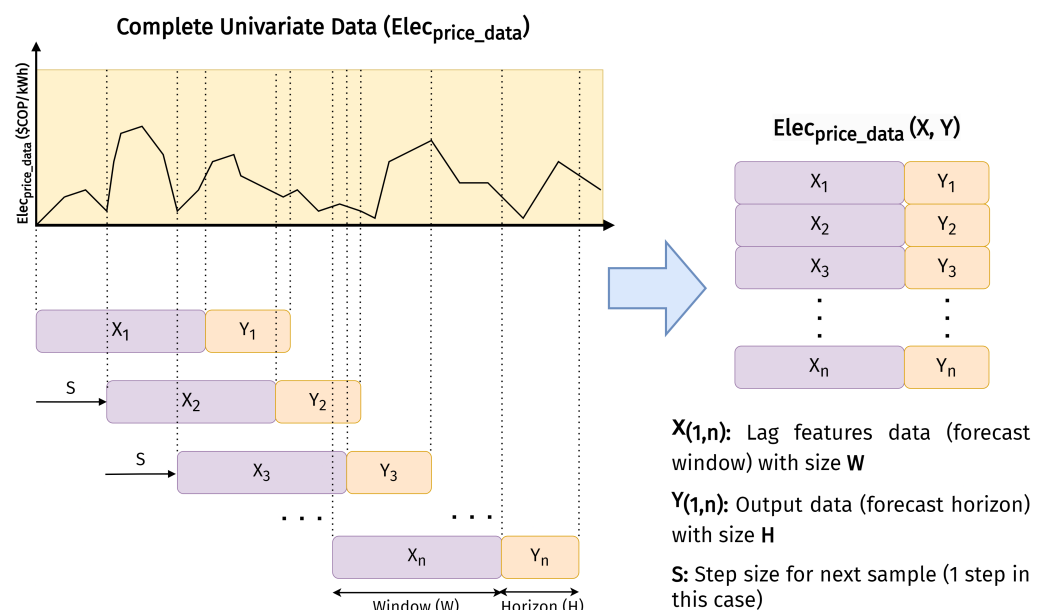 Complete Univariate Data (Elecprice_data)
Elecprice_data ($COP/kWh)
X1
Y1
S
X2
Y2
S
X3
Y3
. . .
. . .
Xn
Yn
Window (W)
Horizon (H)
Elecprice_data (X, Y)
X1 Y1
X2 Y2
X3 Y3
Xn Yn
X(1,n): Lag features data (forecast
window) with size W
Y(1,n): Output data (forecast horizon)
with size H
S: Step size for next sample (1 step in
this case)